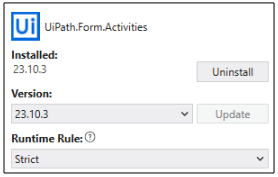 Ui UiPath.Form.Activities
Installed:
23.10.3
Uninstall
Version:
23.10.3
Update
Runtime Rule: ?
Strict